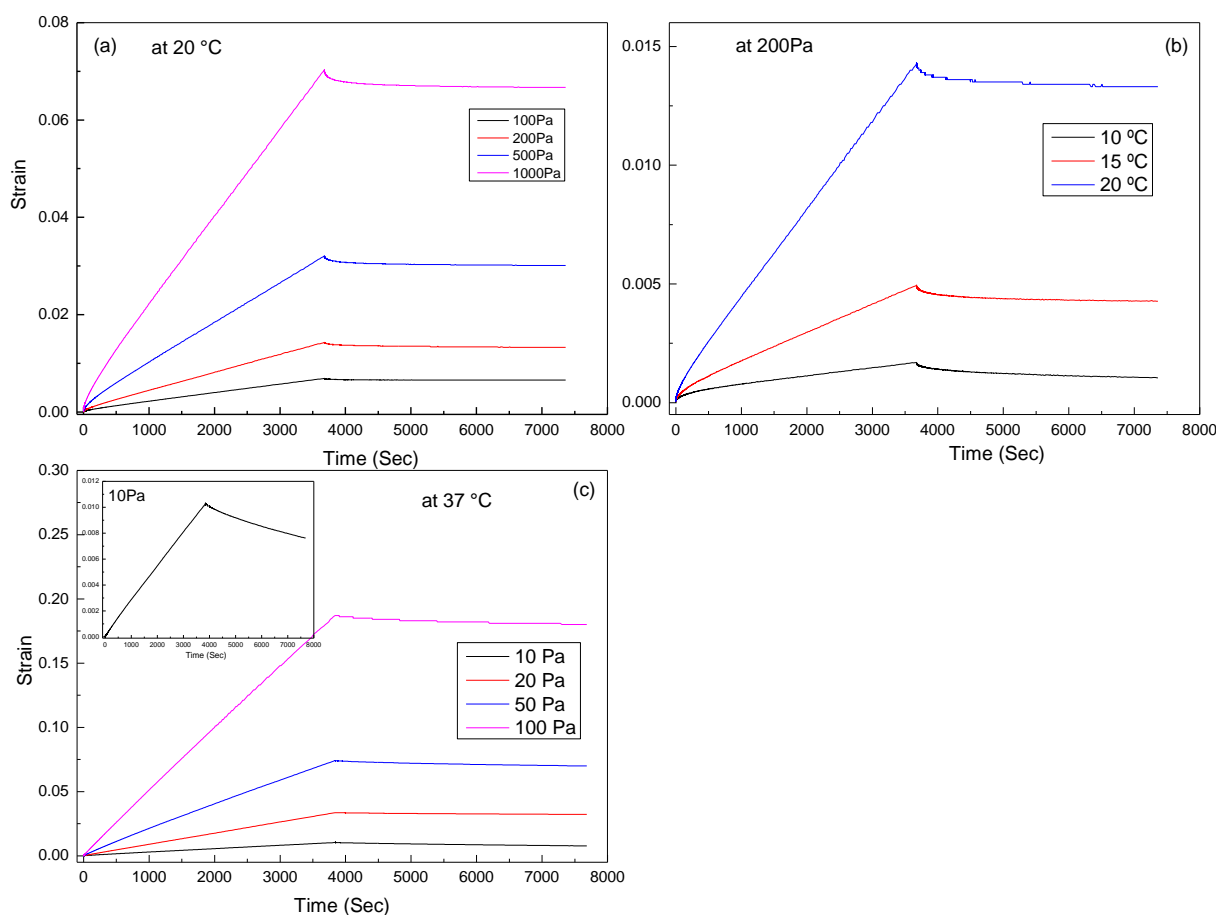 (a) at 20 °C
0.08
0.06
0.04
0.02
0.00
Strain
100Pa
200Pa
500Pa
1000Pa
0 1000 2000 3000 4000 5000 6000 7000 8000
Time (Sec)
at 200Pa (b)
0.015
0.010
0.005
0.000
10 ºC
15 ºC
20 ºC
0 1000 2000 3000 4000 5000 6000 7000 8000
Time (Sec)
at 37 °C (c)
0.30
0.25
0.20
0.15
0.10
0.05
0.00
Strain
10Pa
0.012
0.010
0.008
0.006
0.004
0.002
0.000
0 1000 2000 3000 4000 5000 6000 7000 8000
Time (Sec)
10 Pa
20 Pa
50 Pa
100 Pa
0 1000 2000 3000 4000 5000 6000 7000 8000
Time (Sec)